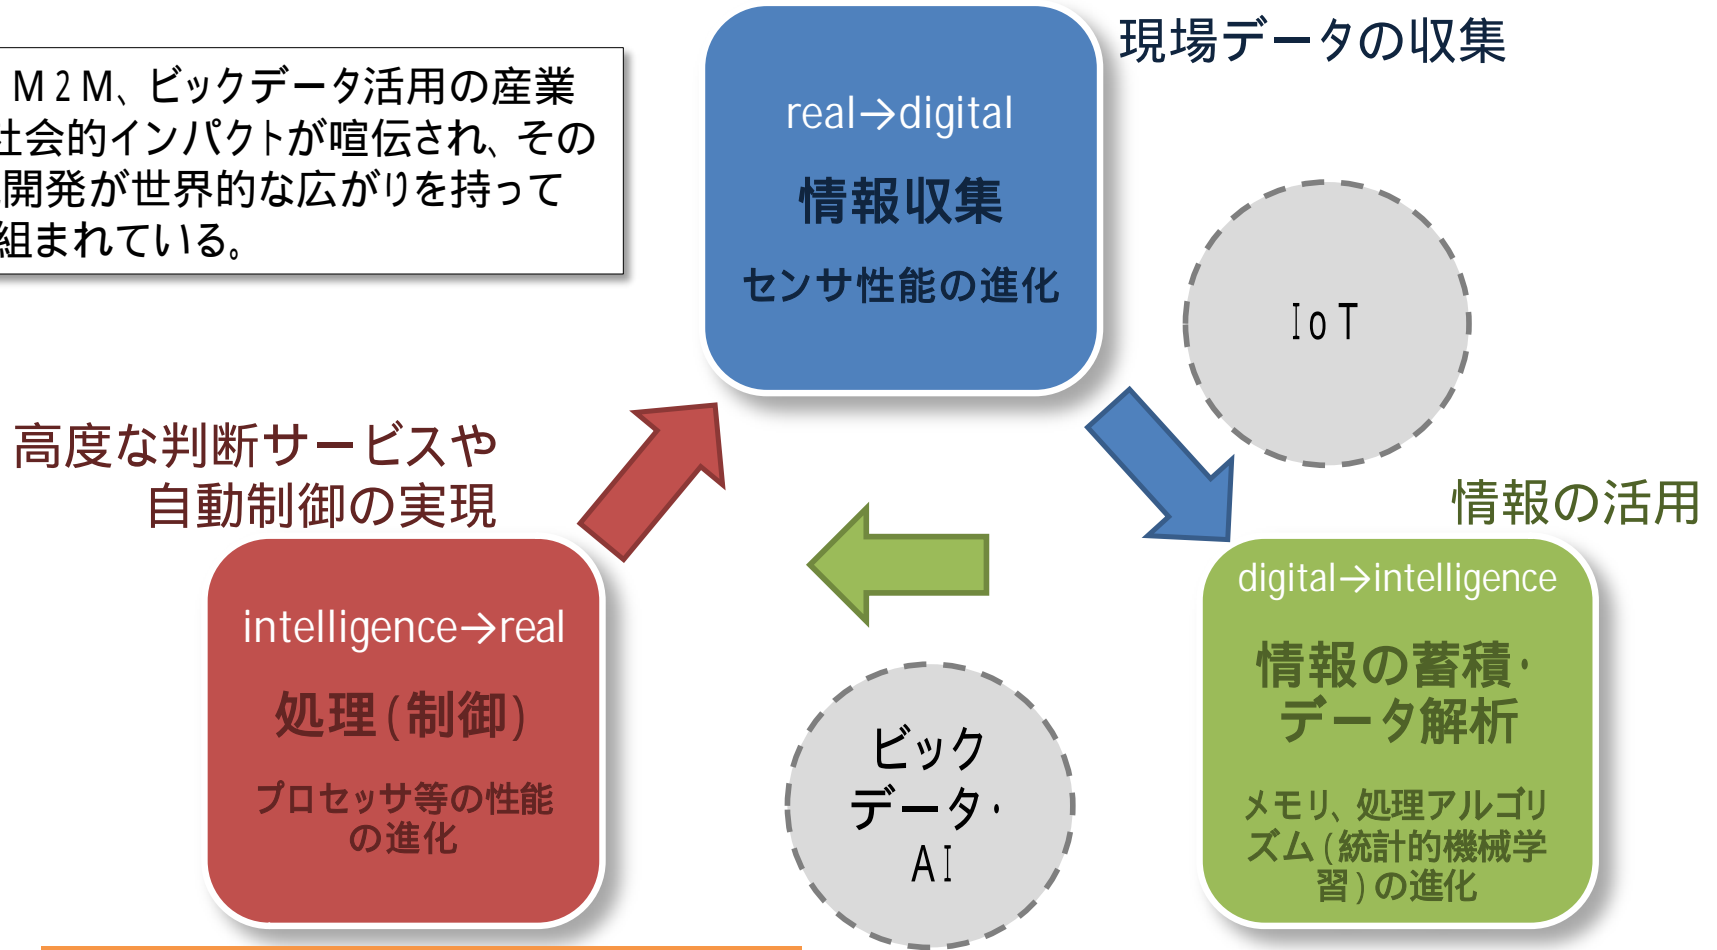 現場データの収集
M2M、ビックデータ活用の産業
社会的インパクトが喧伝され、その
開発が世界的な広がりを持って
組まれている。
real→digital
情報収集
センサ性能の進化
IoT
高度な判断サービスや
自動制御の実現
情報の活用
intelligence→real
処理(制御)
プロセッサ等の性能
の進化
ビック
データ・
AI
digital→intelligence
情報の蓄積・
データ解析
メモリ、処理アルゴリ
ズム(統計的機械学
習)の進化